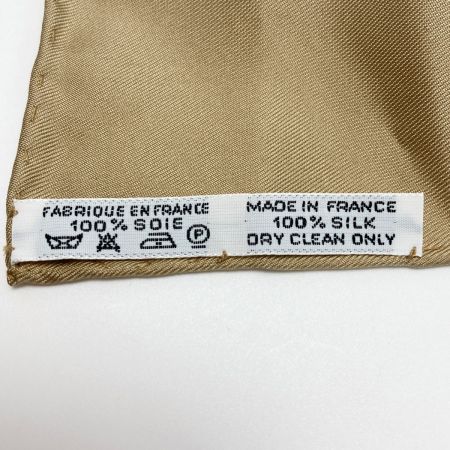 FABRIQUE EN FRANCE
100% SOIE
P
MADE IN FRANCE
100% SILK
DRY CLEAN ONLY